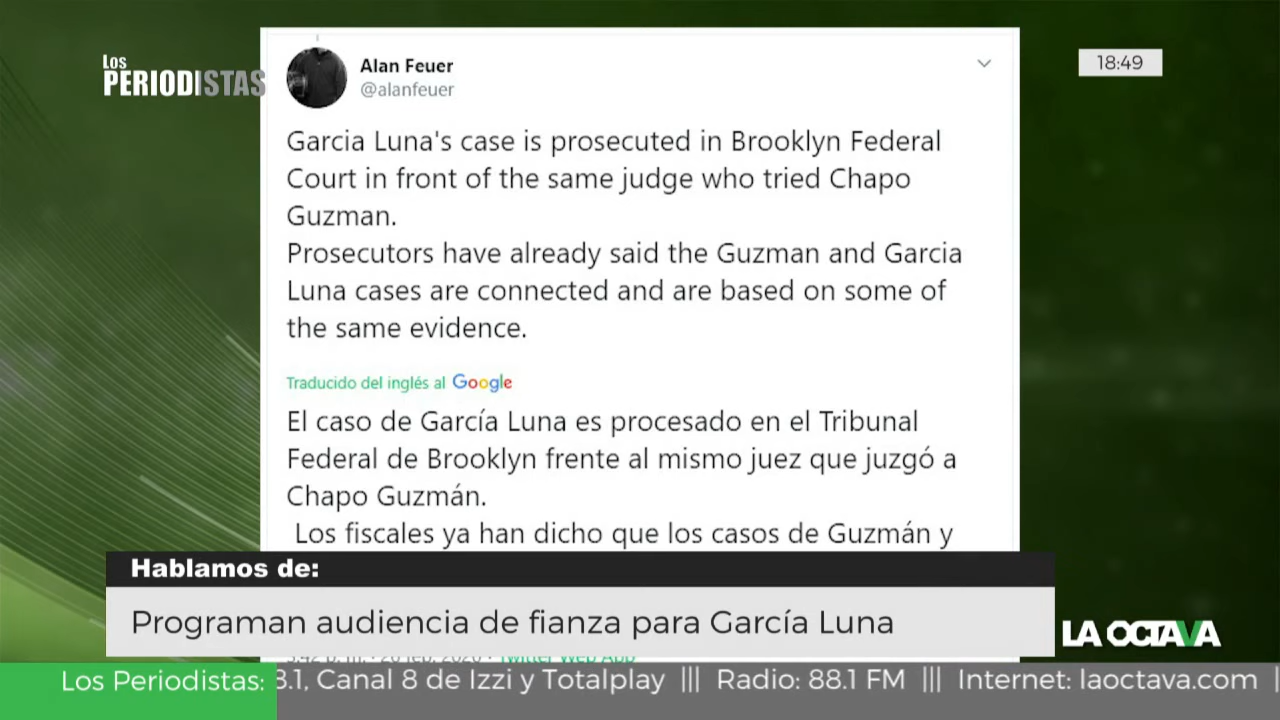 Los
PERIODISTAS
18:49
Alan Feuer
@alanfeuer
Garcia Luna's case is prosecuted in Brooklyn Federal
Court in front of the same judge who tried Chapo
Guzman.
Prosecutors have already said the Guzman and Garcia
Luna cases are connected and are based on some of
the same evidence.
Traducido del inglés al Google
El caso de García Luna es procesado en el Tribunal
Federal de Brooklyn frente al mismo juez que juzgó a
Chapo Guzmán.
Los fiscales ya han dicho que los casos de Guzmán y
Hablamos de:
Programan audiencia de fianza para García Luna
LA OCTAVA
Twitter Web App
Los Periodistas: 8.1, Canal 8 de Izzi y Totalplay ||| Radio: 88.1 FM ||| Internet: laoctava.com |